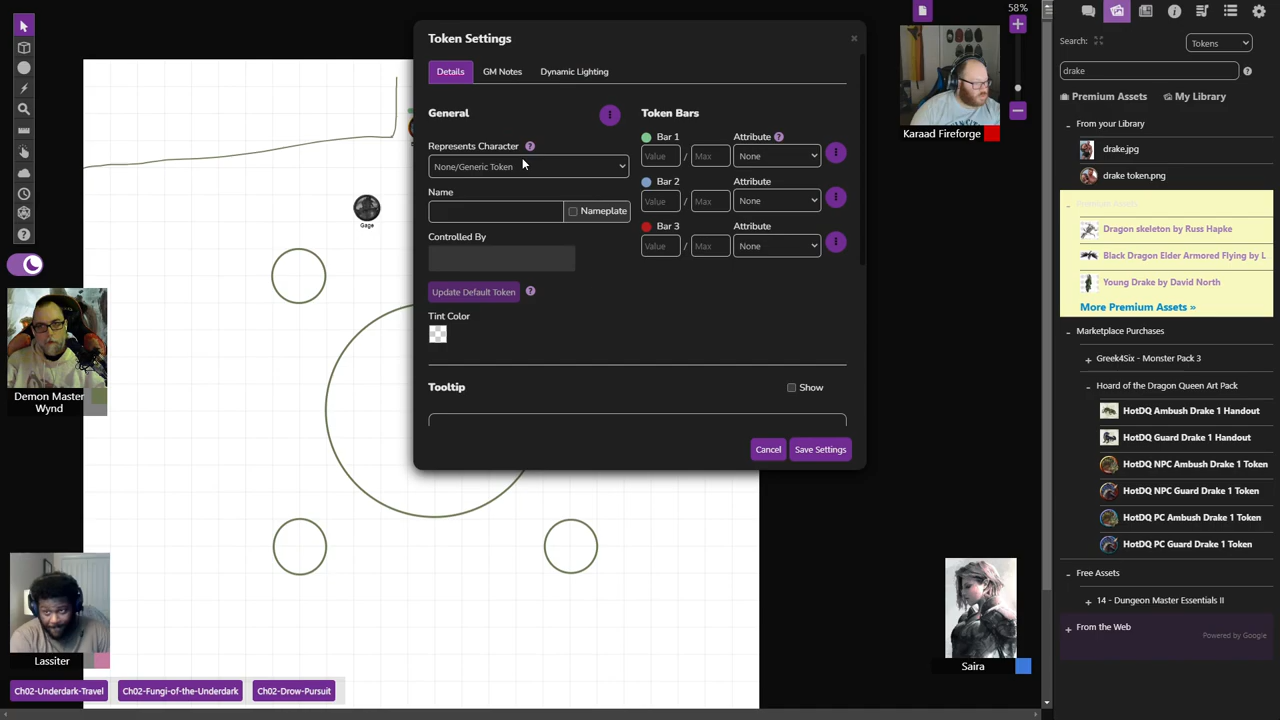 58%
Token Settings
×
Details
GM Notes
Dynamic Lighting
General
Represents Character ?
None/Generic Token
Name
Nameplate
Controlled By
Update Default Token ?
Tint Color
Token Bars
Bar 1
Attribute ?
Value / Max
None
Bar 2
Attribute
Value / Max
None
Bar 3
Attribute
Value / Max
None
Tooltip
Show
Cancel
Save Settings
Gage
Demon Master
Wynd
Lassiter
Karaad Fireforge
Saira
Ch02-Underdark-Travel
Ch02-Fungi-of-the-Underdark
Ch02-Drow-Pursuit
Search:
Tokens
drake
?
Premium Assets
My Library
From your Library
drake.jpg
drake token.png
Premium Assets
Dragon skeleton by Russ Hapke
Black Dragon Elder Armored Flying by L
Young Drake by David North
More Premium Assets »
Marketplace Purchases
Greek4Six - Monster Pack 3
Hoard of the Dragon Queen Art Pack
HotDQ Ambush Drake 1 Handout
HotDQ Guard Drake 1 Handout
HotDQ NPC Ambush Drake 1 Token
HotDQ NPC Guard Drake 1 Token
HotDQ PC Ambush Drake 1 Token
HotDQ PC Guard Drake 1 Token
Free Assets
14 - Dungeon Master Essentials II
From the Web
Powered by Google